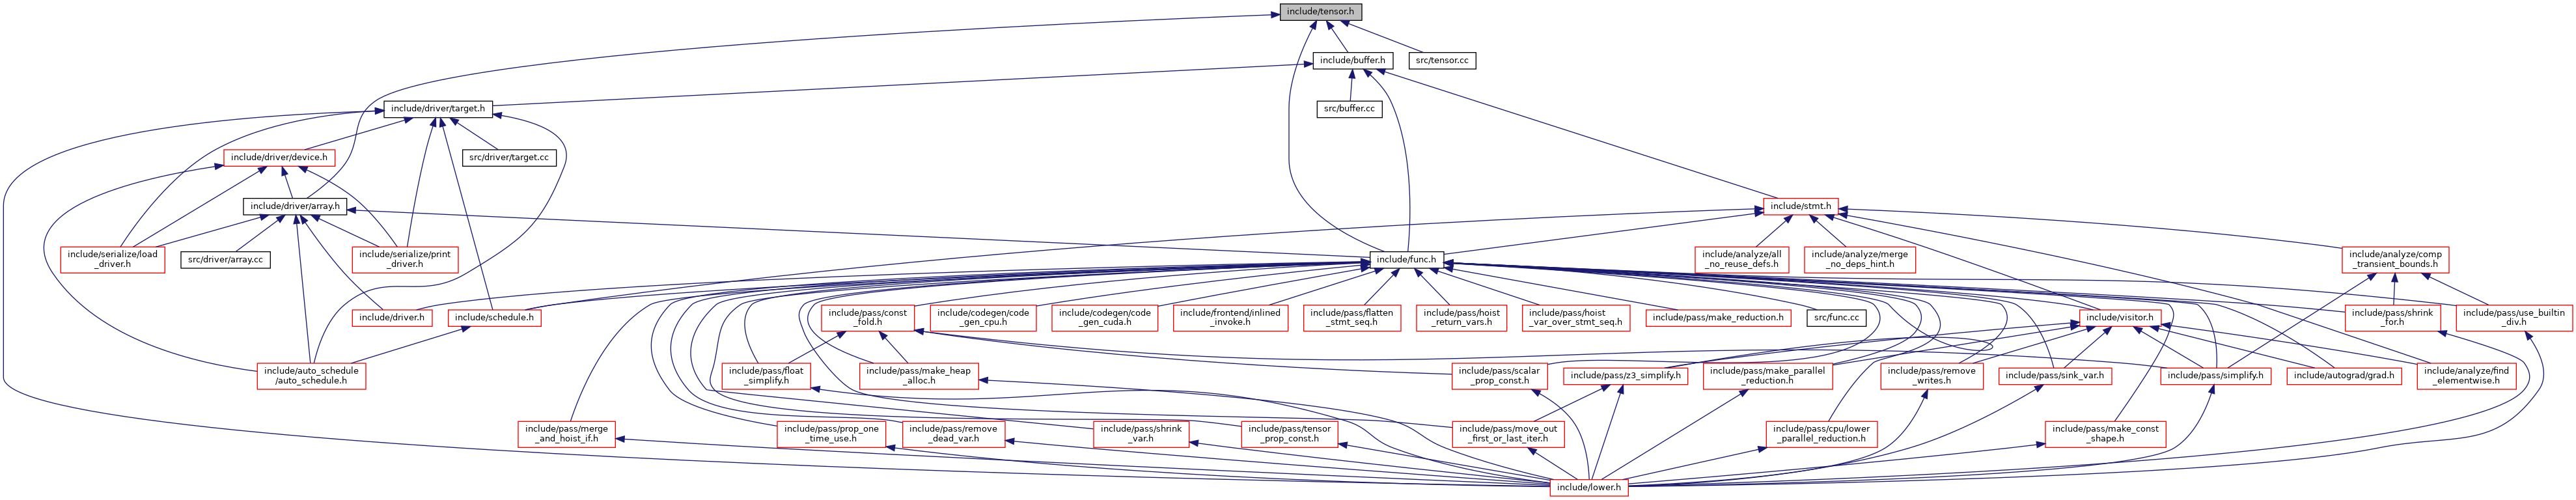 include/tensor.h
include/buffer.h
src/tensor.cc
include/driver/target.h
src/buffer.cc
include/driver/device.h
src/driver/target.cc
include/driver/array.h
include/stmt.h
include/serialize/load
_driver.h
src/driver/array.cc
include/serialize/print
_driver.h
include/func.h
include/analyze/all
_no_reuse_defs.h
include/analyze/merge
_no_deps_hint.h
include/analyze/comp
_transient_bounds.h
include/driver.h
include/schedule.h
include/pass/const
_fold.h
include/codegen/code
_gen_cpu.h
include/codegen/code
_gen_cuda.h
include/frontend/inlined
_invoke.h
include/pass/flatten
_stmt_seq.h
include/pass/hoist
_return_vars.h
include/pass/hoist
_var_over_stmt_seq.h
include/pass/make_reduction.h
src/func.cc
include/visitor.h
include/pass/shrink
_for.h
include/pass/use_builtin
_div.h
include/auto_schedule
/auto_schedule.h
include/pass/float
_simplify.h
include/pass/make_heap
_alloc.h
include/pass/scalar
_prop_const.h
include/pass/z3_simplify.h
include/pass/make_parallel
_reduction.h
include/pass/remove
_writes.h
include/pass/sink_var.h
include/pass/simplify.h
include/autograd/grad.h
include/analyze/find
_elementwise.h
include/pass/merge
_and_hoist_if.h
include/pass/prop_one
_time_use.h
include/pass/remove
_dead_var.h
include/pass/shrink
_var.h
include/pass/tensor
_prop_const.h
include/pass/move_out
_first_or_last_iter.h
include/pass/cpu/lower
_parallel_reduction.h
include/pass/make_const
_shape.h
include/lower.h